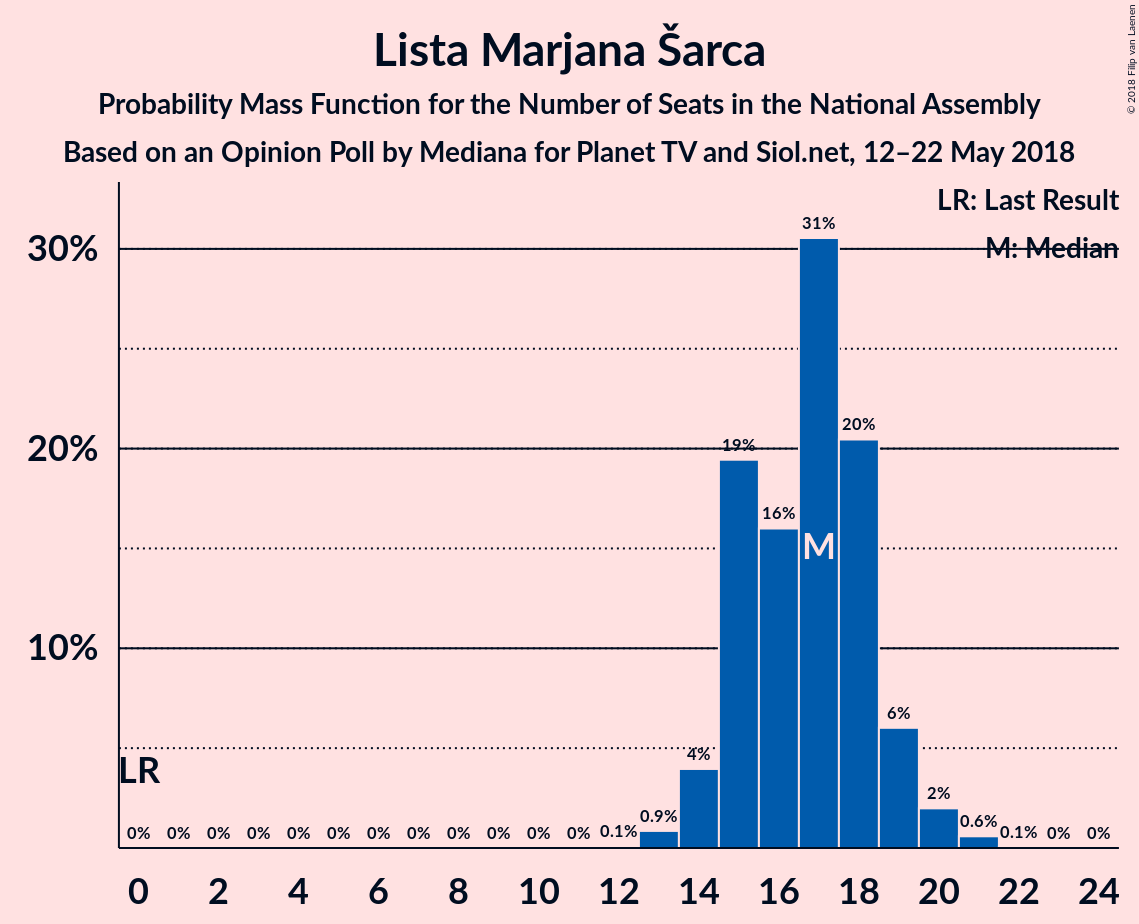 Lista Marjana Šarca
Probability Mass Function for the Number of Seats in the National Assembly
Based on an Opinion Poll by Mediana for Planet TV and Siol.net, 12–22 May 2018
© 2018 Filip van Laenen
LR: Last Result
M: Median
30%
20%
10%
31%
20%
19%
16%
M
6%
4%
LR
2%
0% 0% 0% 0% 0% 0% 0% 0% 0% 0% 0% 0% 0.1% 0.9% 0.6% 0.1% 0% 0%
0 2 4 6 8 10 12 14 16 18 20 22 24